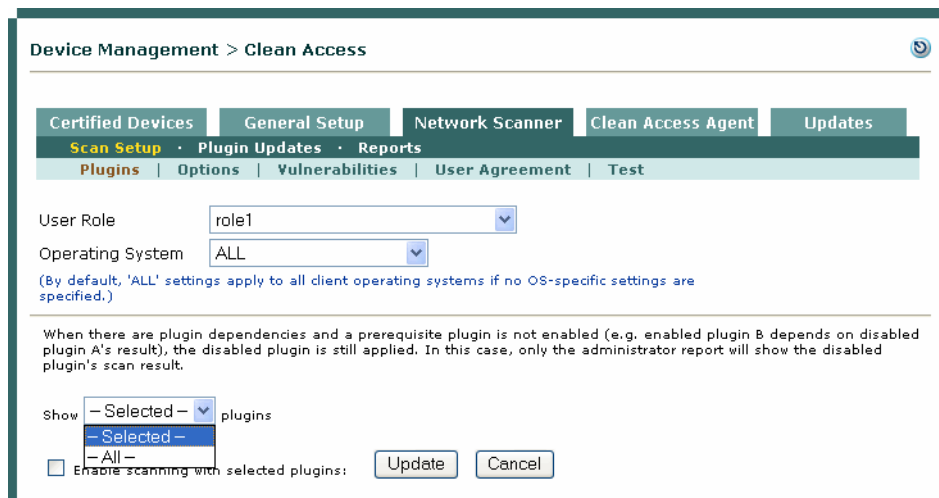 Device Management > Clean Access
Certified Devices General Setup Network Scanner Clean Access Agent Updates
Scan Setup · Plugin Updates · Reports
Plugins | Options | Vulnerabilities | User Agreement | Test
User Role role1
Operating System ALL
(By default, 'ALL' settings apply to all client operating systems if no OS-specific settings are
specified.)
When there are plugin dependencies and a prerequisite plugin is not enabled (e.g. enabled plugin B depends on disabled
plugin A's result), the disabled plugin is still applied. In this case, only the administrator report will show the disabled
plugin's scan result.
Show – Selected – plugins
– Selected –
– All –
Enable scanning with selected plugins: Update Cancel